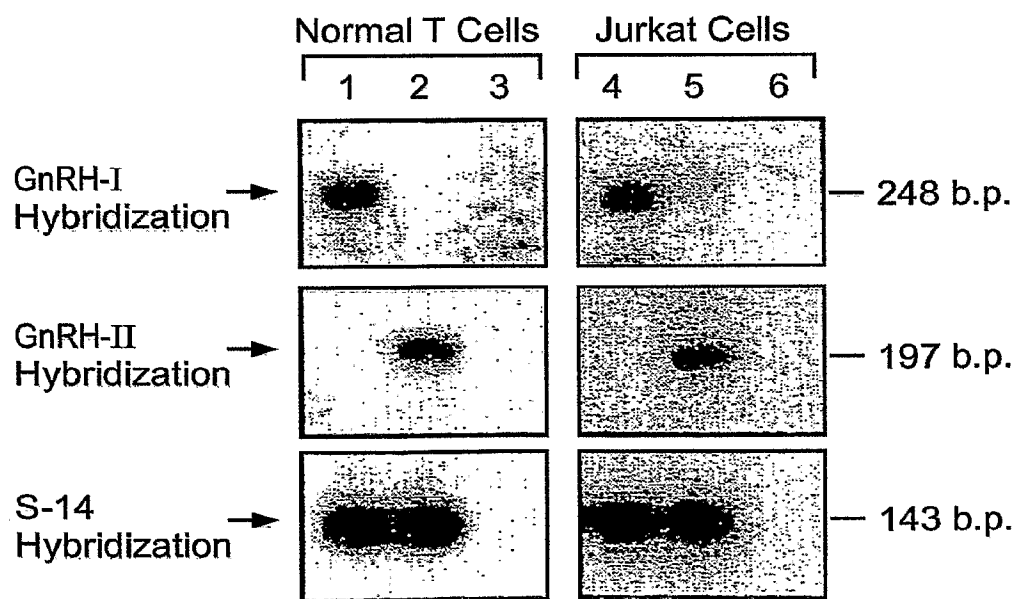 Normal T Cells
Jurkat Cells
1 2 3
4 5 6
GnRH-I
Hybridization
248 b.p.
GnRH-II
Hybridization
197 b.p.
S-14
Hybridization
143 b.p.